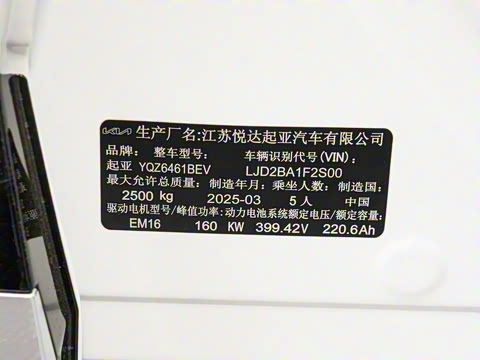 KIA 生产厂名:江苏悦达起亚汽车有限公司
品牌: 整车型号: 车辆识别代号(VIN):
起亚 YQZ6461BEV LJD2BA1F2S00
最大允许总质量: 制造年月: 乘坐人数: 制造国:
2500 kg 2025-03 5 人 中国
驱动电机型号/峰值功率:动力电池系统额定电压/额定容量:
EM16 160 KW 399.42V 220.6Ah